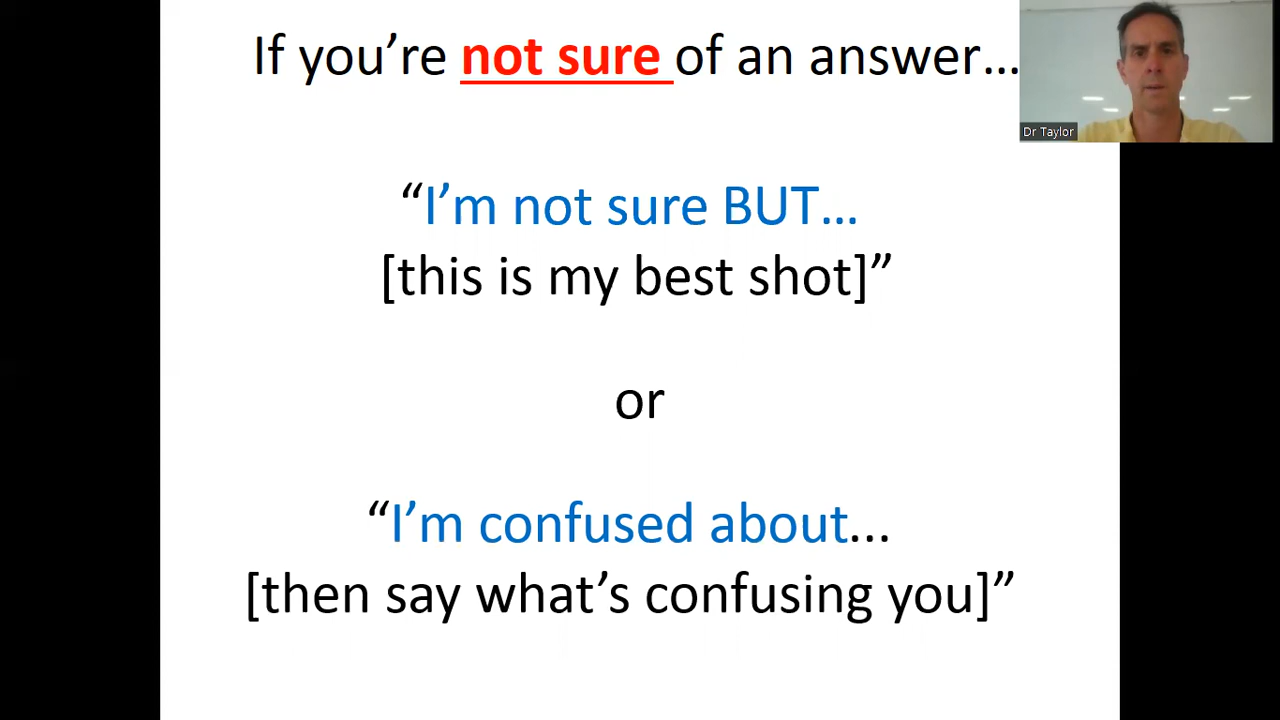 If you’re not sure of an answer…
Dr Taylor
“I’m not sure BUT…
[this is my best shot]”
or
“I’m confused about...
[then say what’s confusing you]”